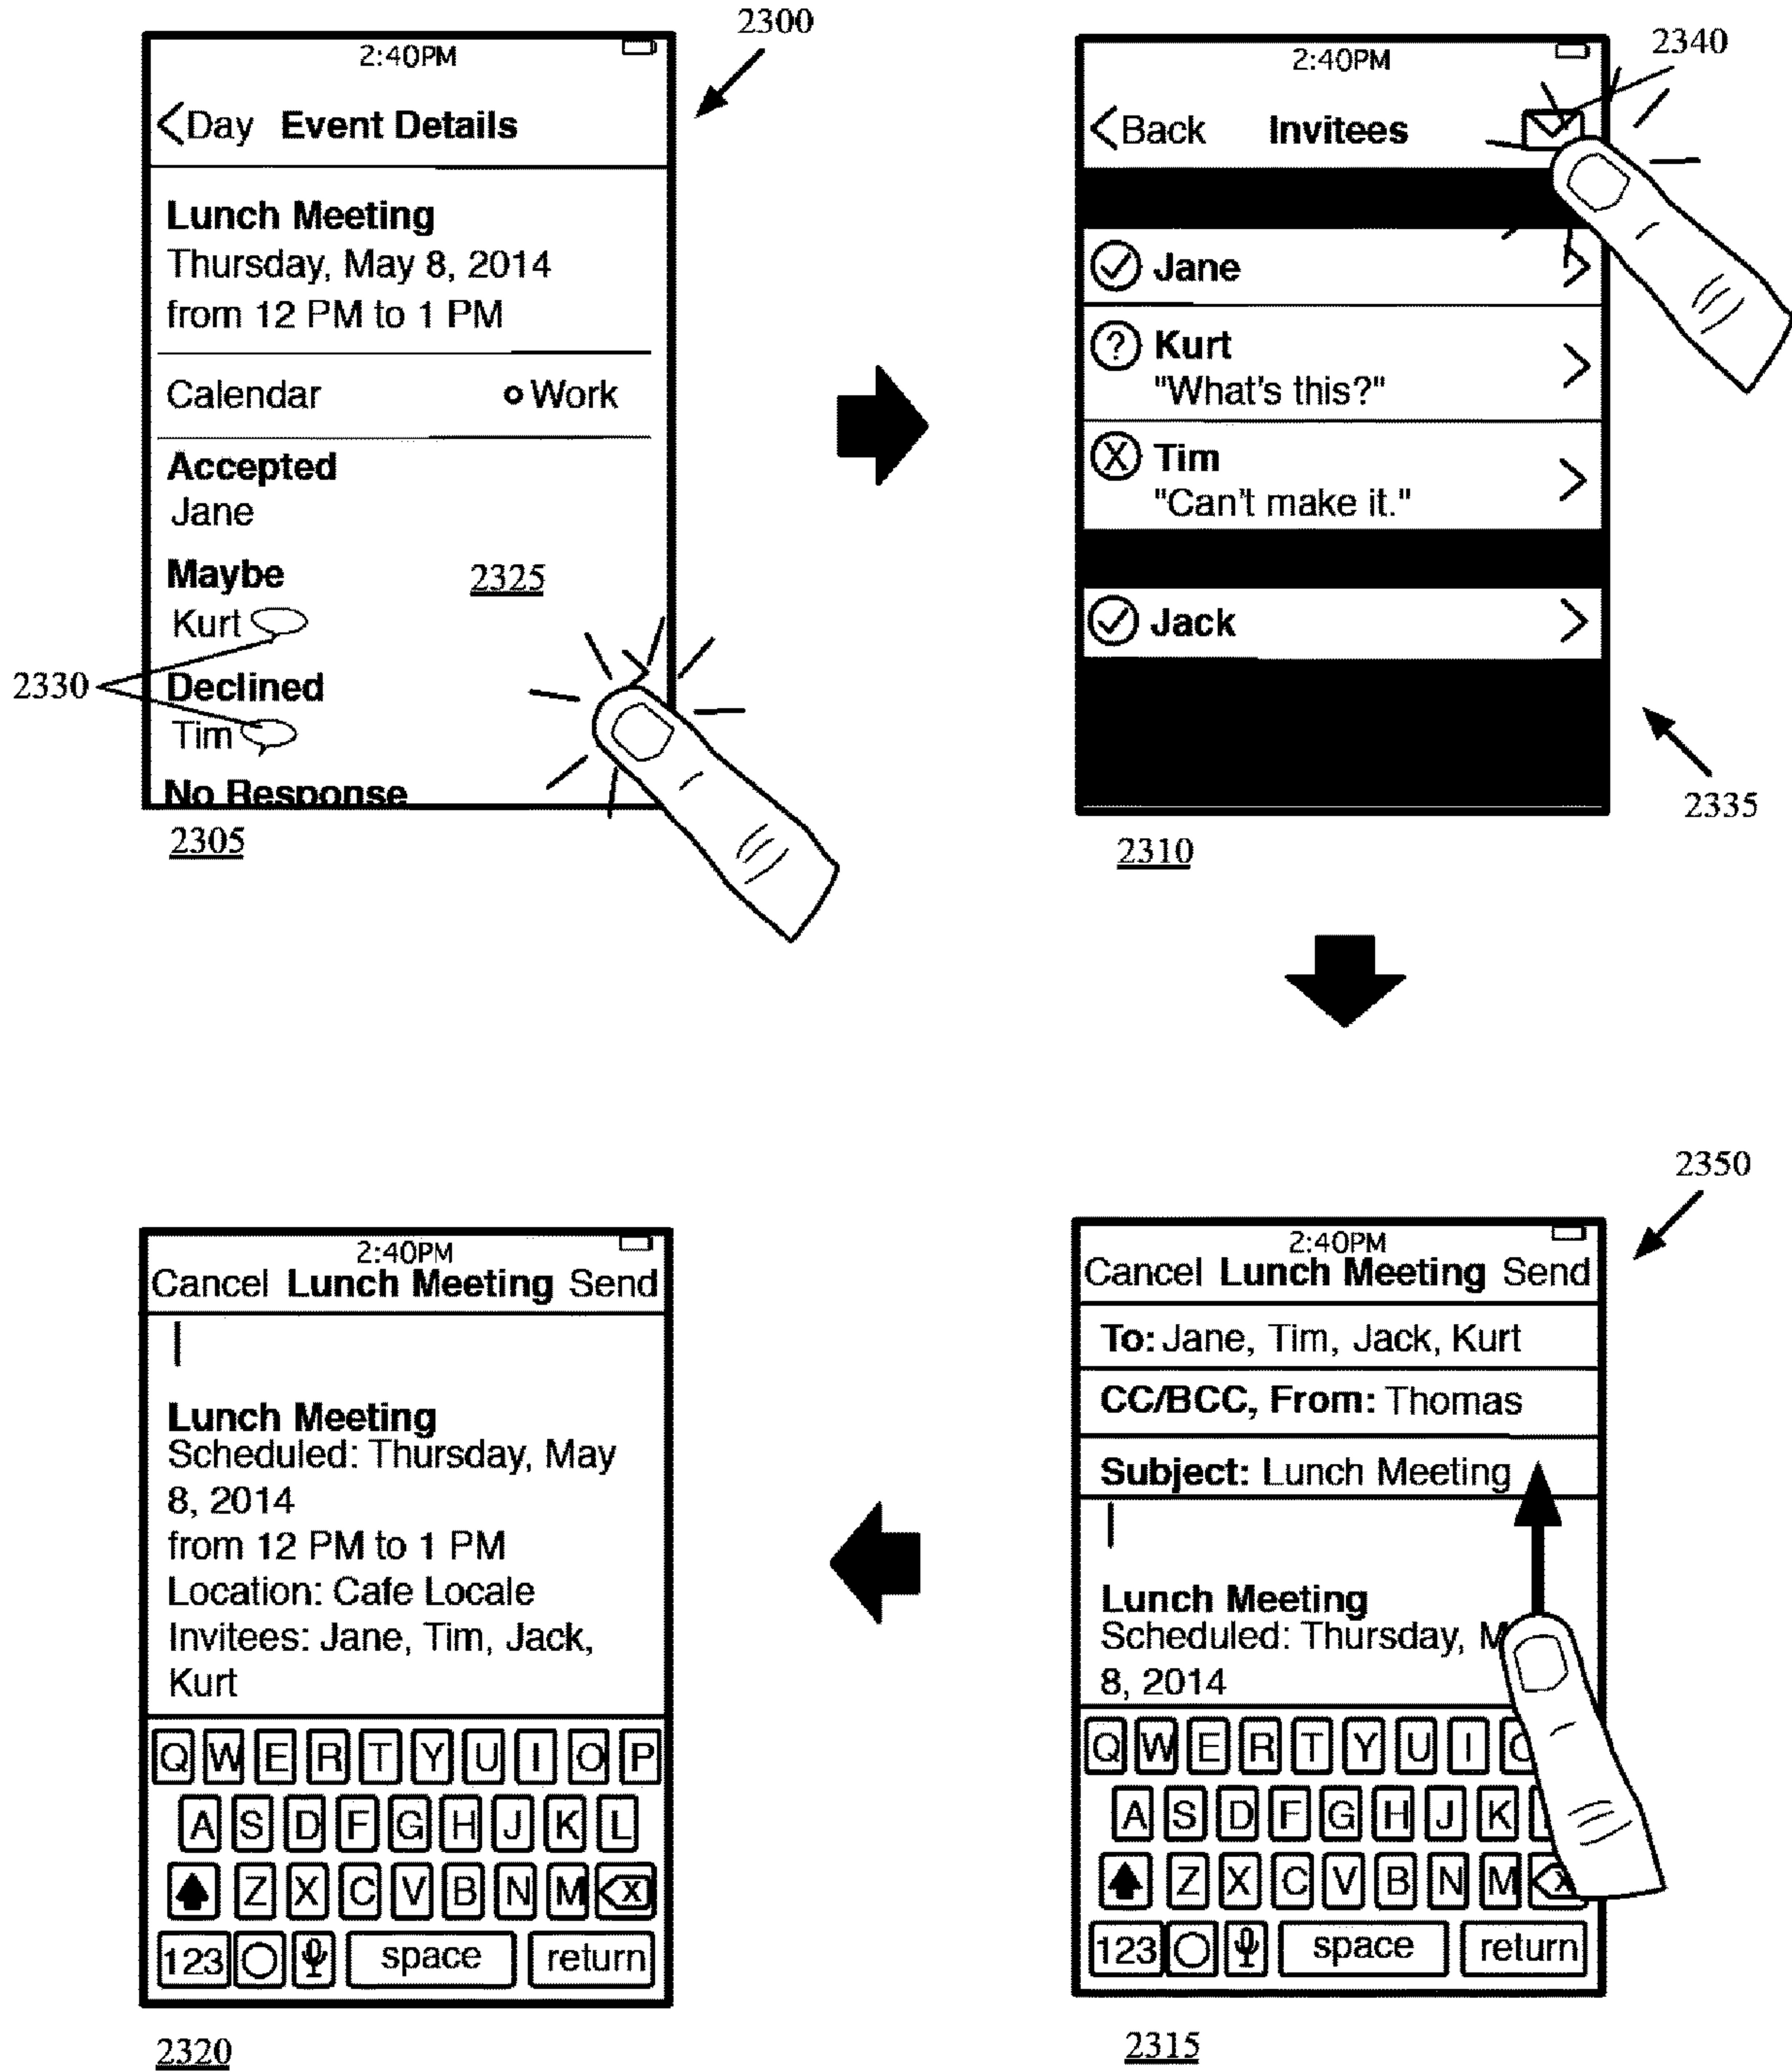 2300
2:40PM
<Day Event Details
Lunch Meeting
Thursday, May 8, 2014
from 12 PM to 1 PM
Calendar Work
Accepted
Jane
Maybe
2325
Kurt
2330
Declined
Tim
No Response
2305
2340
2:40PM
<Back Invitees
Jane
? Kurt
"What's this?"
X Tim
"Can't make it."
Jack
2335
2310
2350
2:40PM
Cancel Lunch Meeting Send
To: Jane, Tim, Jack, Kurt
CC/BCC, From: Thomas
Subject: Lunch Meeting
Lunch Meeting
Scheduled: Thursday, M
8, 2014
Q W E R T Y U I O
A S D F G H J K L
Z X C V B N M X
123 space return
2315
2:40PM
Cancel Lunch Meeting Send
Lunch Meeting
Scheduled: Thursday, May
8, 2014
from 12 PM to 1 PM
Location: Cafe Locale
Invitees: Jane, Tim, Jack,
Kurt
Q W E R T Y U I O P
A S D F G H J K L
Z X C V B N M X
123 space return
2320